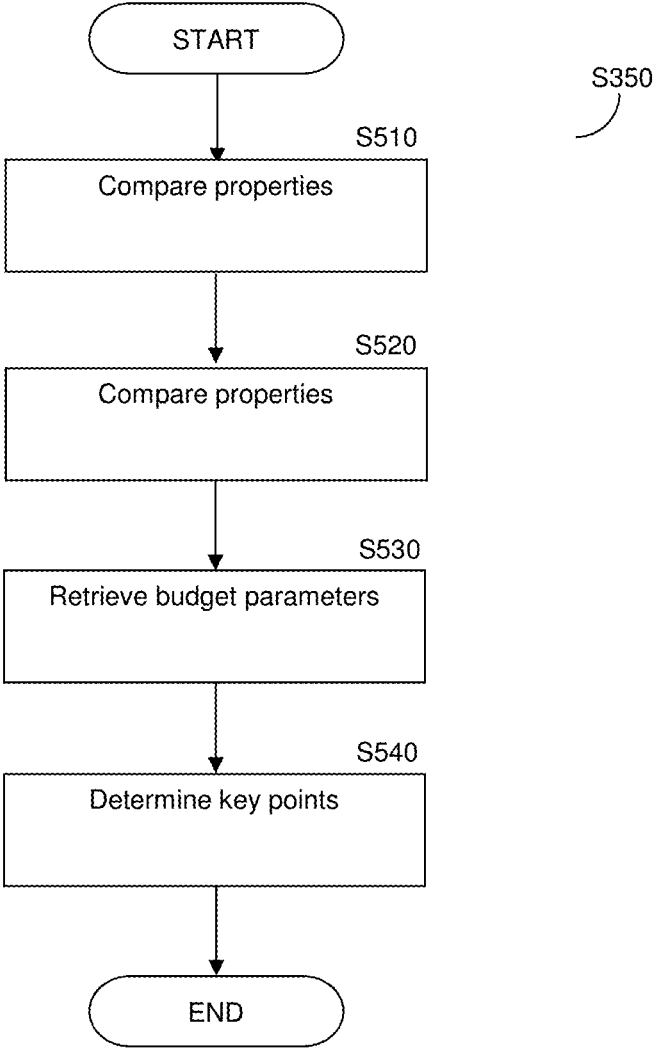 START
S350
S510
Compare properties
S520
Compare properties
S530
Retrieve budget parameters
S540
Determine key points
END